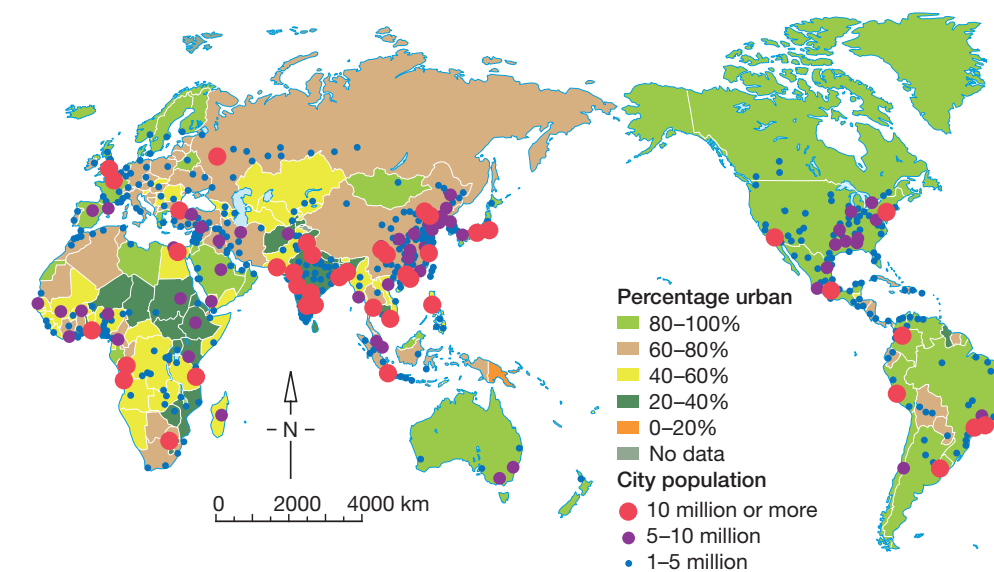 Percentage urban
80–100%
60–80%
40–60%
20–40%
0–20%
No data
City population
10 million or more
5–10 million
1–5 million
N
0 2000 4000 km